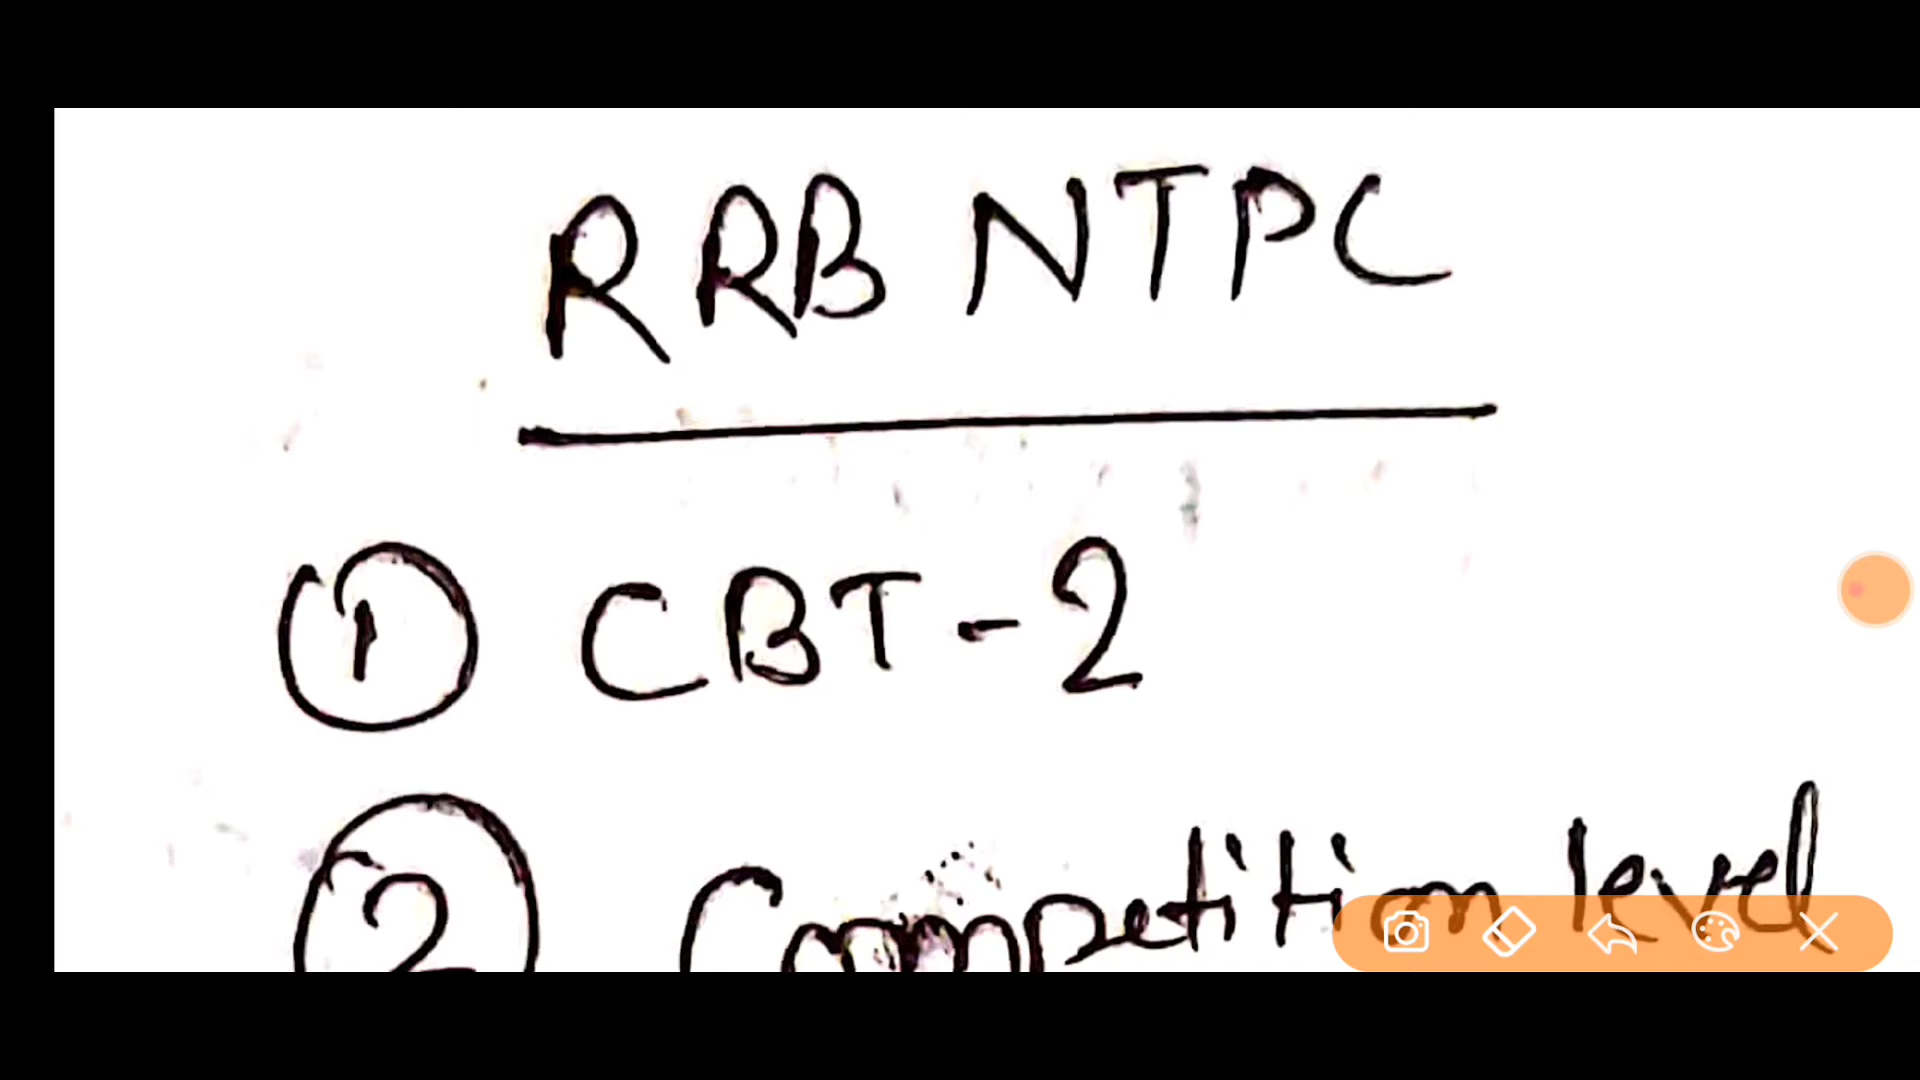 RRB NTPC
① CBT-2
② Competition level